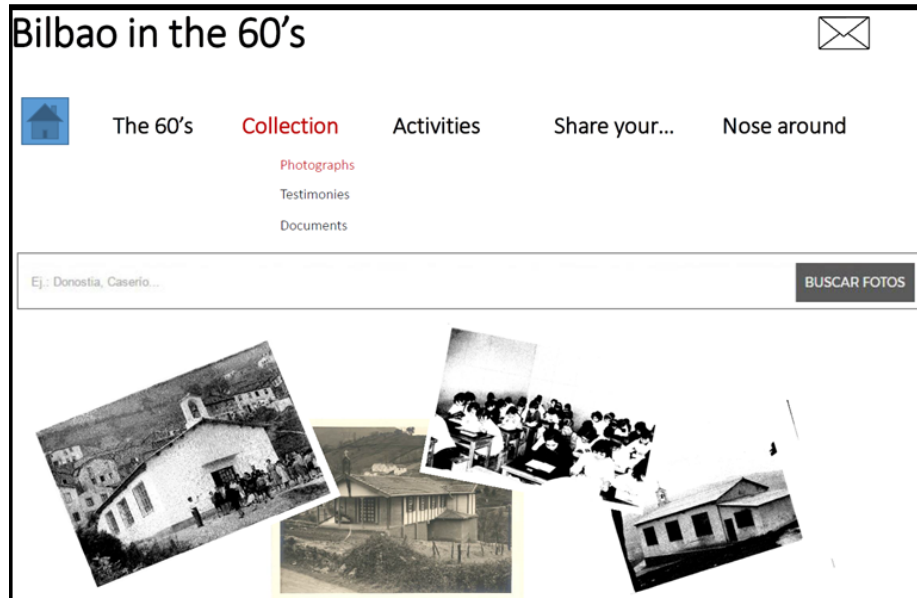 Bilbao in the 60's
The 60's Collection Activities Share your... Nose around
Photographs
Testimonies
Documents
Ej.: Donostia, Caserío... BUSCAR FOTOS